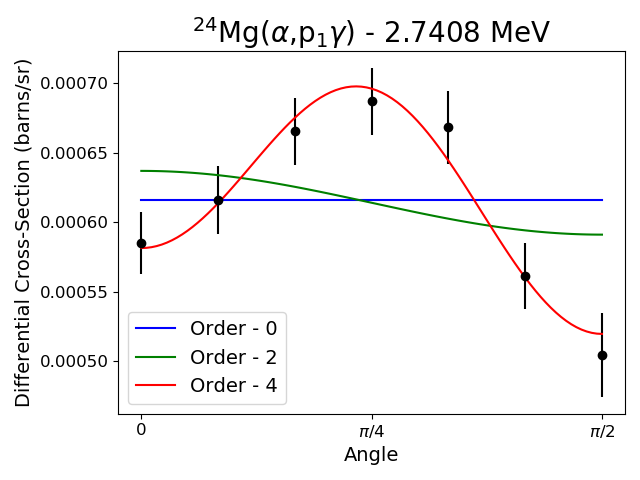 ²⁴Mg(α,p₁γ) - 2.7408 MeV
Differential Cross-Section (barns/sr)
0.00070
0.00065
0.00060
0.00055
0.00050
Order - 0
Order - 2
Order - 4
0
π/4
π/2
Angle